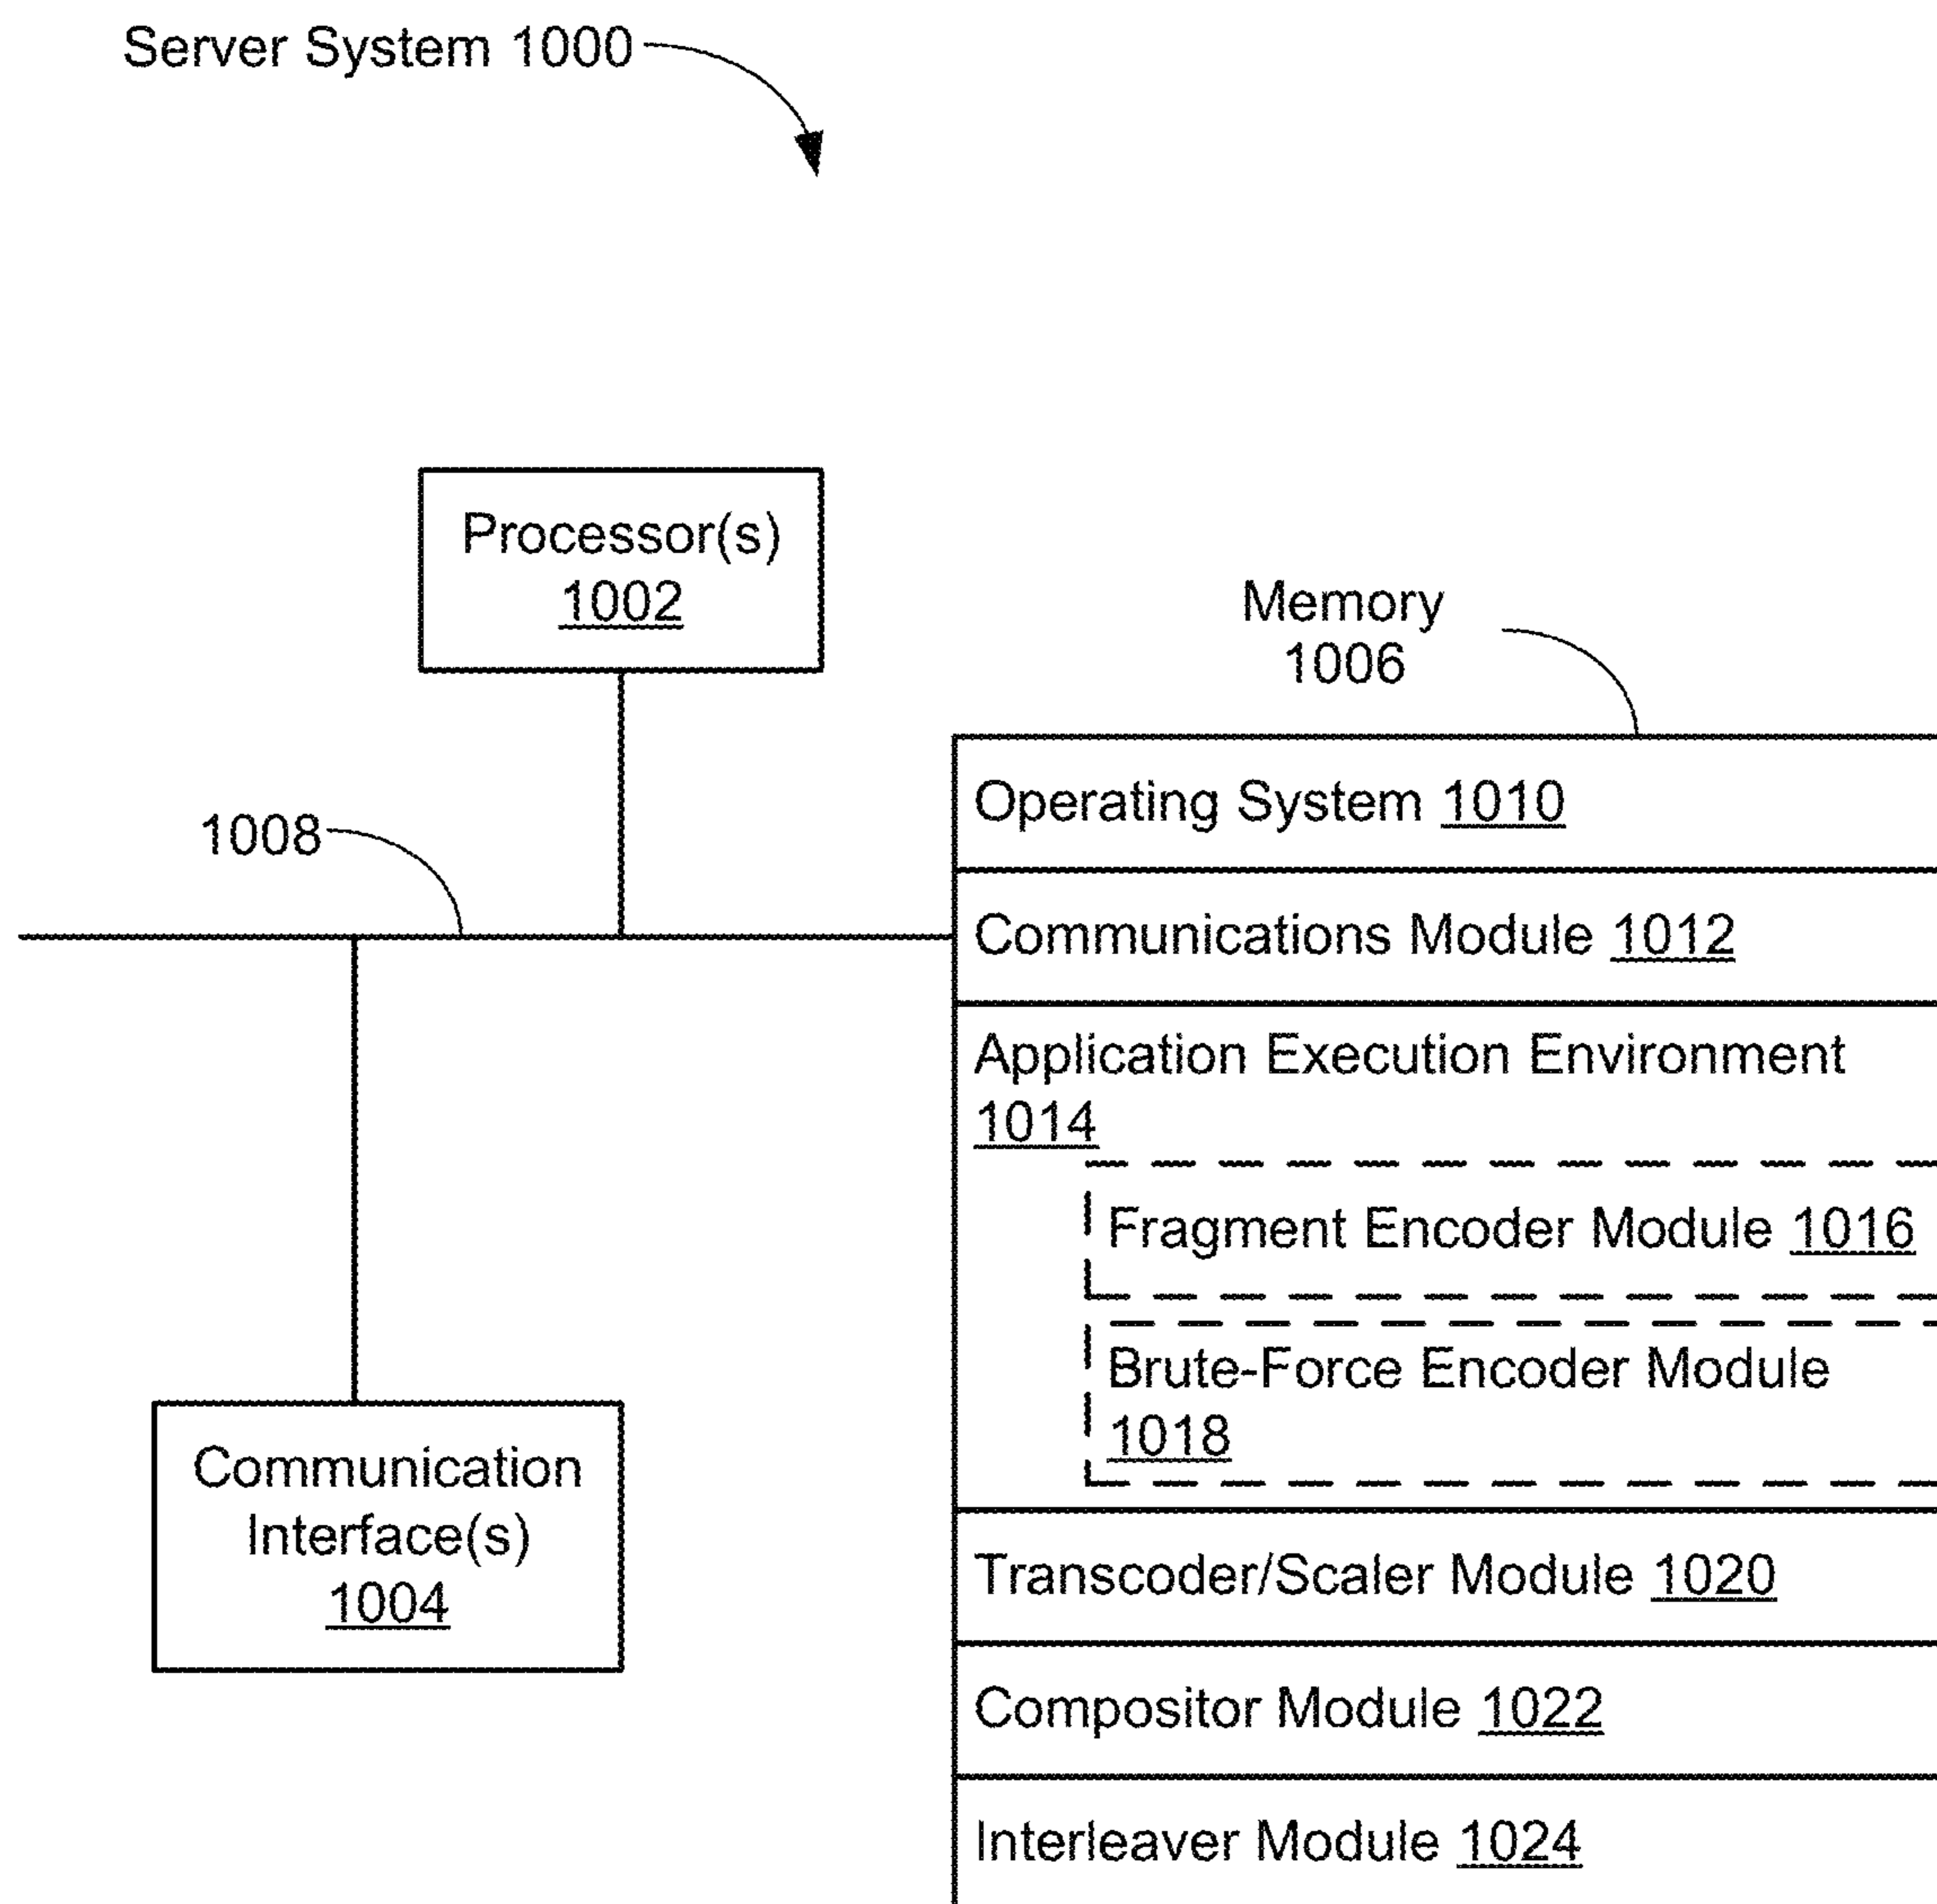 Server System 1000
Processor(s)
1002
Memory
1006
1008
Operating System 1010
Communications Module 1012
Application Execution Environment
1014
Fragment Encoder Module 1016
Brute-Force Encoder Module
1018
Communication
Interface(s)
1004
Transcoder/Scaler Module 1020
Compositor Module 1022
Interleaver Module 1024